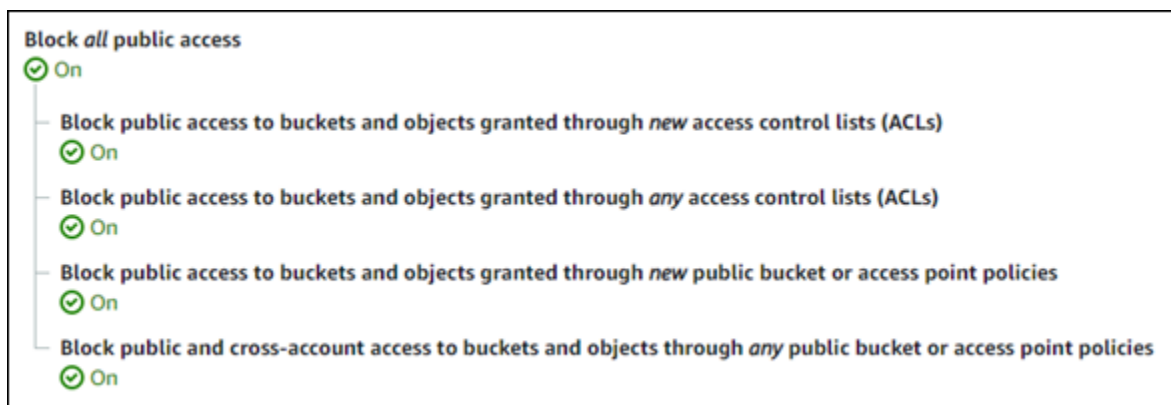 Block all public access
On
Block public access to buckets and objects granted through new access control lists (ACLs)
On
Block public access to buckets and objects granted through any access control lists (ACLs)
On
Block public access to buckets and objects granted through new public bucket or access point policies
On
Block public and cross-account access to buckets and objects through any public bucket or access point policies
On